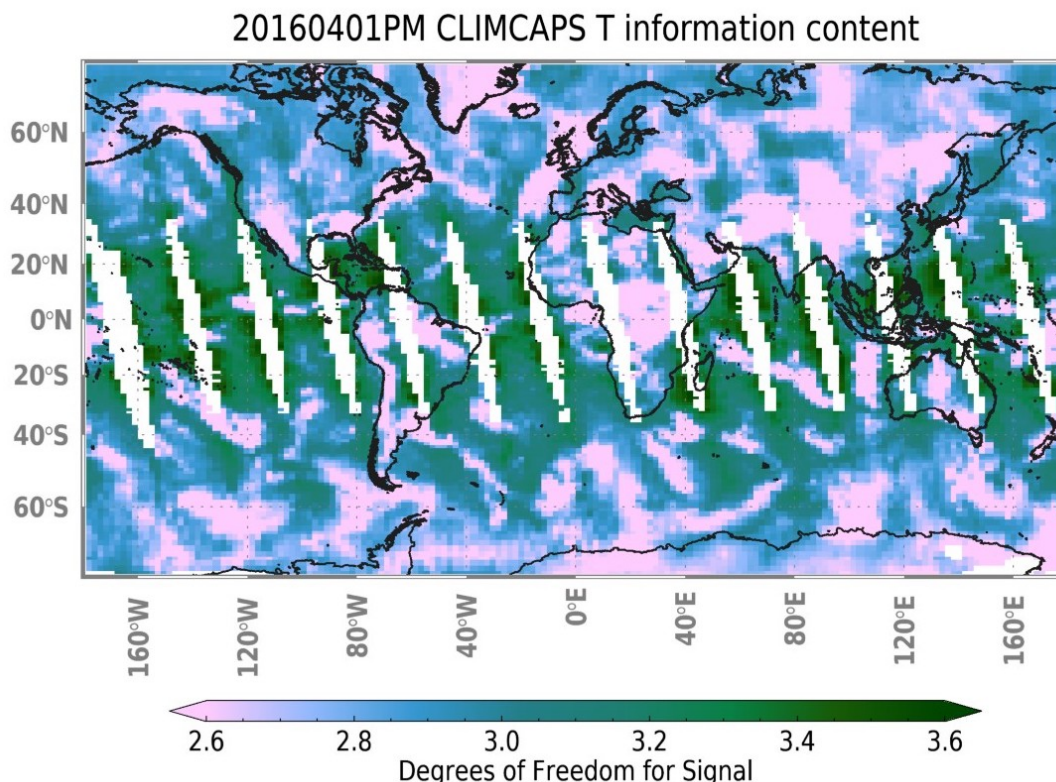 20160401PM CLIMCAPS T information content
60°N
40°N
20°N
0°N
20°S
40°S
60°S
160°W 120°W 80°W 40°W 0°E 40°E 80°E 120°E 160°E
2.6 2.8 3.0 3.2 3.4 3.6
Degrees of Freedom for Signal